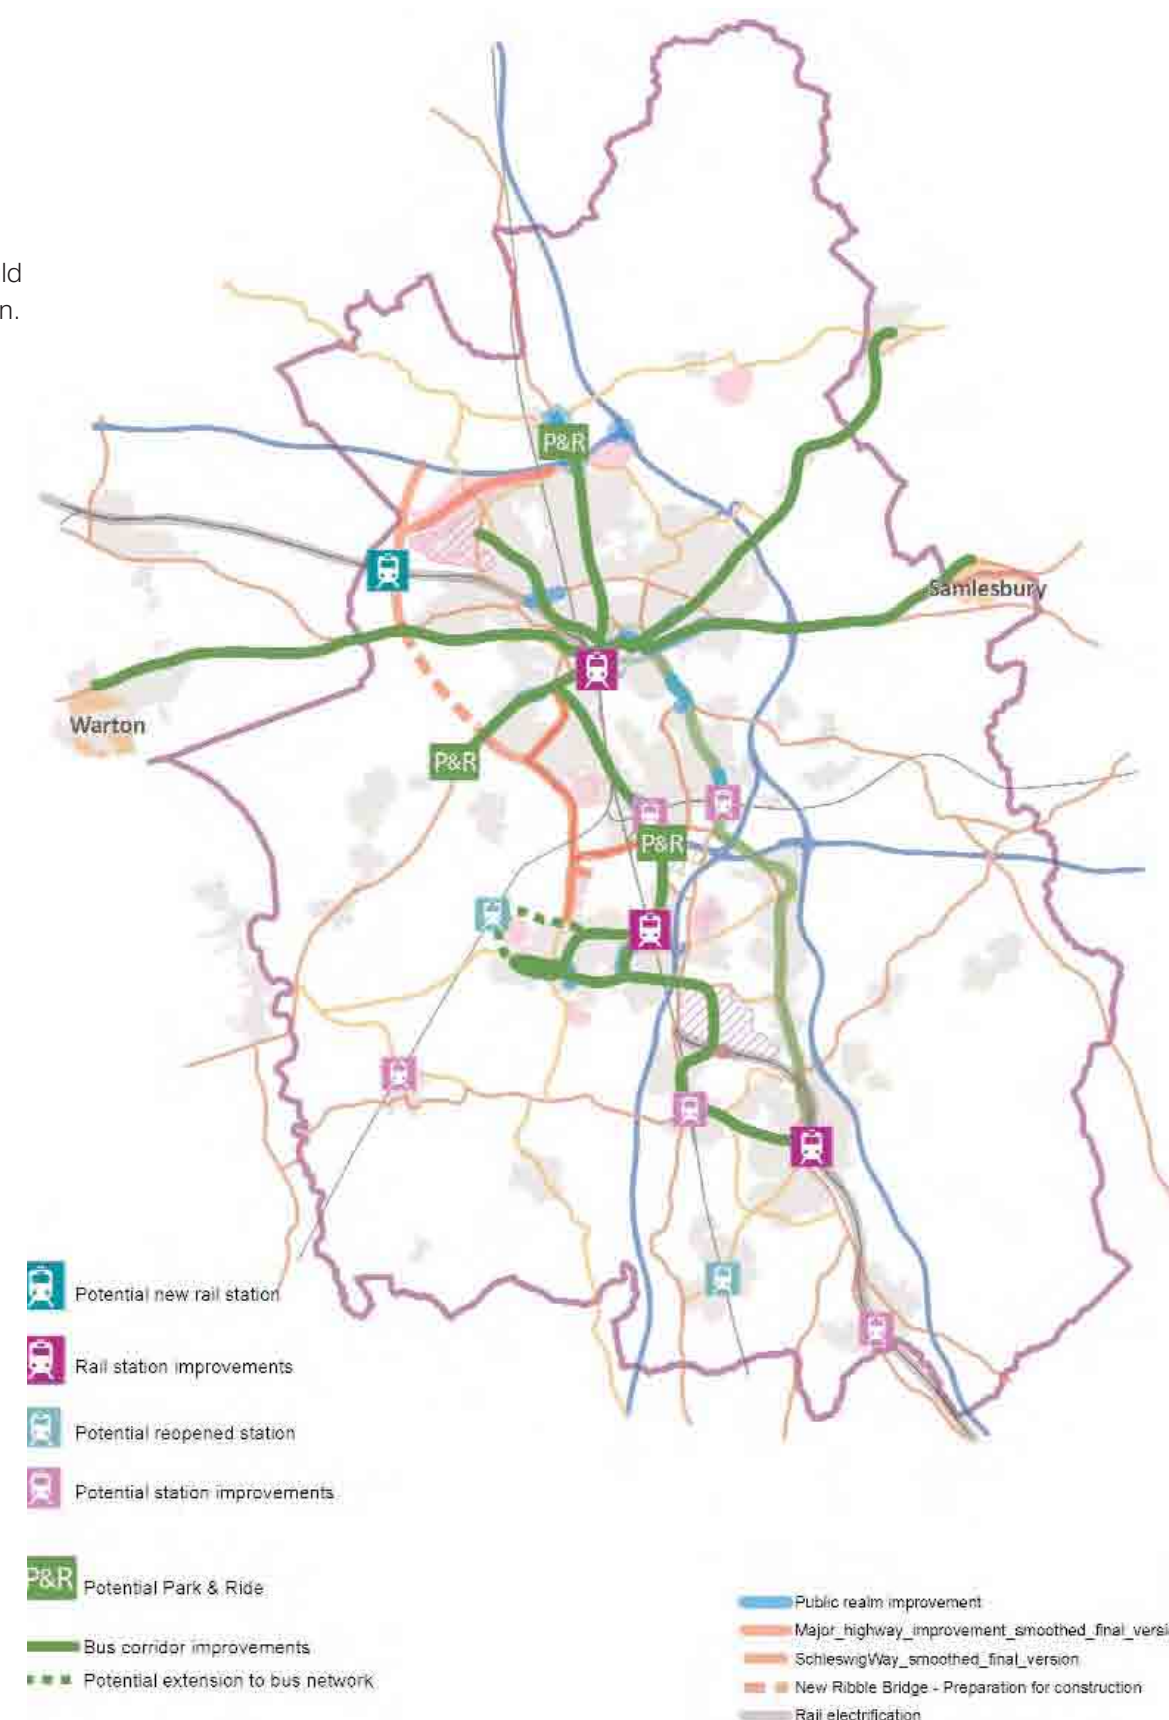 ld
n.
P&R
Samlesbury
Warton
P&R
P&R
Potential new rail station
Rail station improvements
Potential reopened station
Potential station improvements
P&R Potential Park & Ride
Bus corridor improvements
Potential extension to bus network
Public realm improvement
Major_highway_improvement_smoothed_final_versi
SchleswigWay_smoothed_final_version
New Ribble Bridge - Preparation for construction
Rail electrification